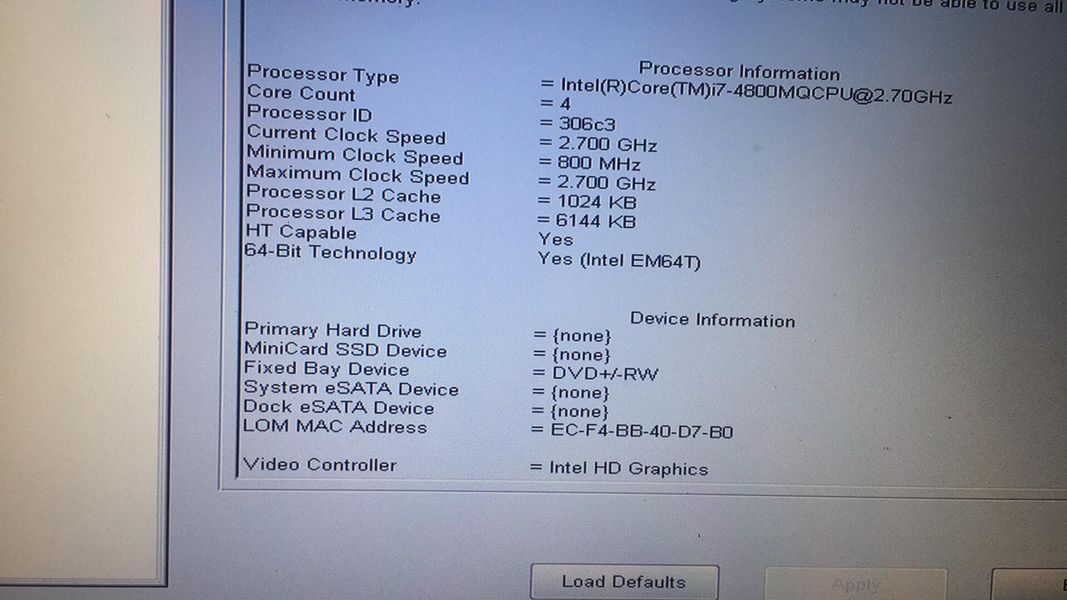 not be able to use all
Processor Information
Processor Type = Intel(R)Core(TM)i7-4800MQCPU@2.70GHz
Core Count = 4
Processor ID = 306c3
Current Clock Speed = 2.700 GHz
Minimum Clock Speed = 800 MHz
Maximum Clock Speed = 2.700 GHz
Processor L2 Cache = 1024 KB
Processor L3 Cache = 6144 KB
HT Capable Yes
64-Bit Technology Yes (Intel EM64T)
Device Information
Primary Hard Drive = {none}
MiniCard SSD Device = {none}
Fixed Bay Device = DVD+/-RW
System eSATA Device = {none}
Dock eSATA Device = {none}
LOM MAC Address = EC-F4-BB-40-D7-B0
Video Controller = Intel HD Graphics
Load Defaults Apply